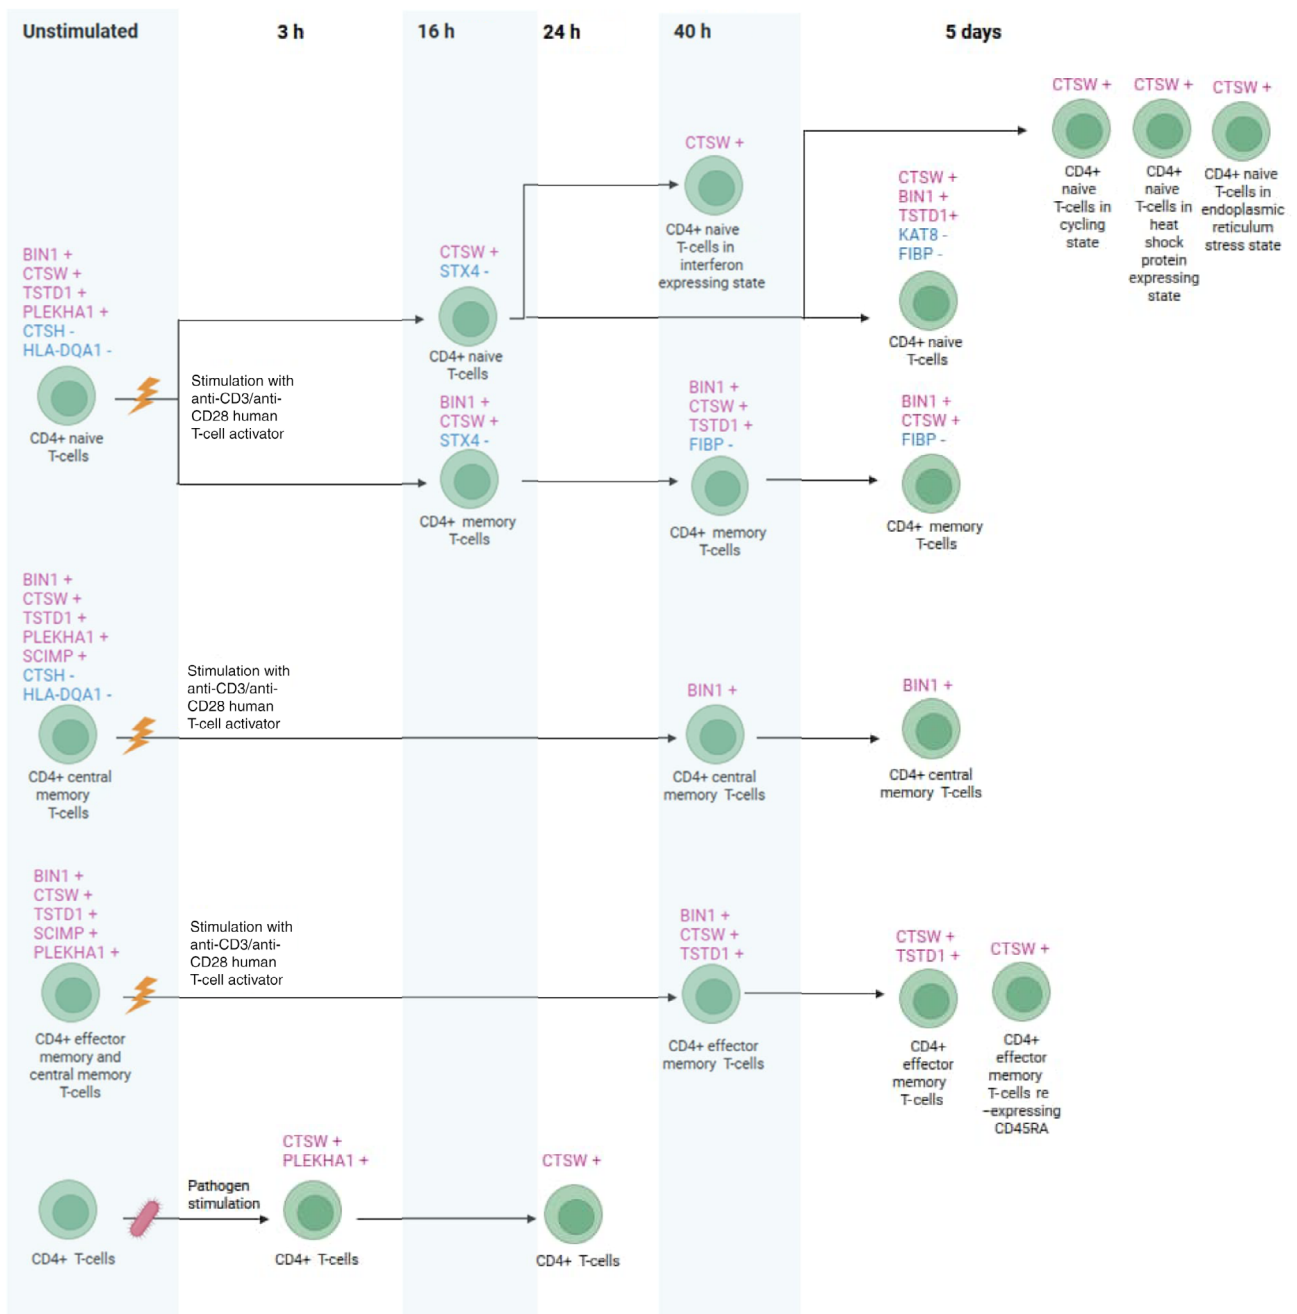 Unstimulated
3 h
16 h
24 h
40 h
5 days
CTSW +
CTSW +
CTSW +
CD4+
naive
T-cells in
cycling
state
CD4+
naive
T-cells in
heat
shock
protein
expressing
state
CD4+ naive
T-cells in
endoplasmic
reticulum
stress state
CTSW +
CD4+ naive
T-cells in
interferon
expressing state
CTSW +
BIN1 +
TSTD1+
KAT8 -
FIBP -
CD4+ naive
T-cells
BIN1 +
CTSW +
TSTD1 +
PLEKHA1 +
CTSH -
HLA-DQA1 -
CD4+ naive
T-cells
Stimulation with
anti-CD3/anti-
CD28 human
T-cell activator
CTSW +
STX4 -
CD4+ naive
T-cells
BIN1 +
CTSW +
STX4 -
CD4+ memory
T-cells
BIN1 +
CTSW +
TSTD1 +
FIBP -
CD4+ memory
T-cells
BIN1 +
CTSW +
FIBP -
CD4+ memory
T-cells
BIN1 +
CTSW +
TSTD1 +
PLEKHA1 +
SCIMP +
CTSH -
HLA-DQA1 -
CD4+ central
memory
T-cells
Stimulation with
anti-CD3/anti-
CD28 human
T-cell activator
BIN1 +
CD4+ central
memory T-cells
BIN1 +
CD4+ central
memory T-cells
BIN1 +
CTSW +
TSTD1 +
SCIMP +
PLEKHA1 +
CD4+ effector
memory and
central memory
T-cells
Stimulation with
anti-CD3/anti-
CD28 human
T-cell activator
BIN1 +
CTSW +
TSTD1 +
CD4+ effector
memory T-cells
CTSW +
TSTD1 +
CD4+
effector
memory
T-cells
CTSW +
CD4+
effector
memory
T-cells re
-expressing
CD45RA
CD4+ T-cells
Pathogen
stimulation
CTSW +
PLEKHA1 +
CD4+ T-cells
CTSW +
CD4+ T-cells